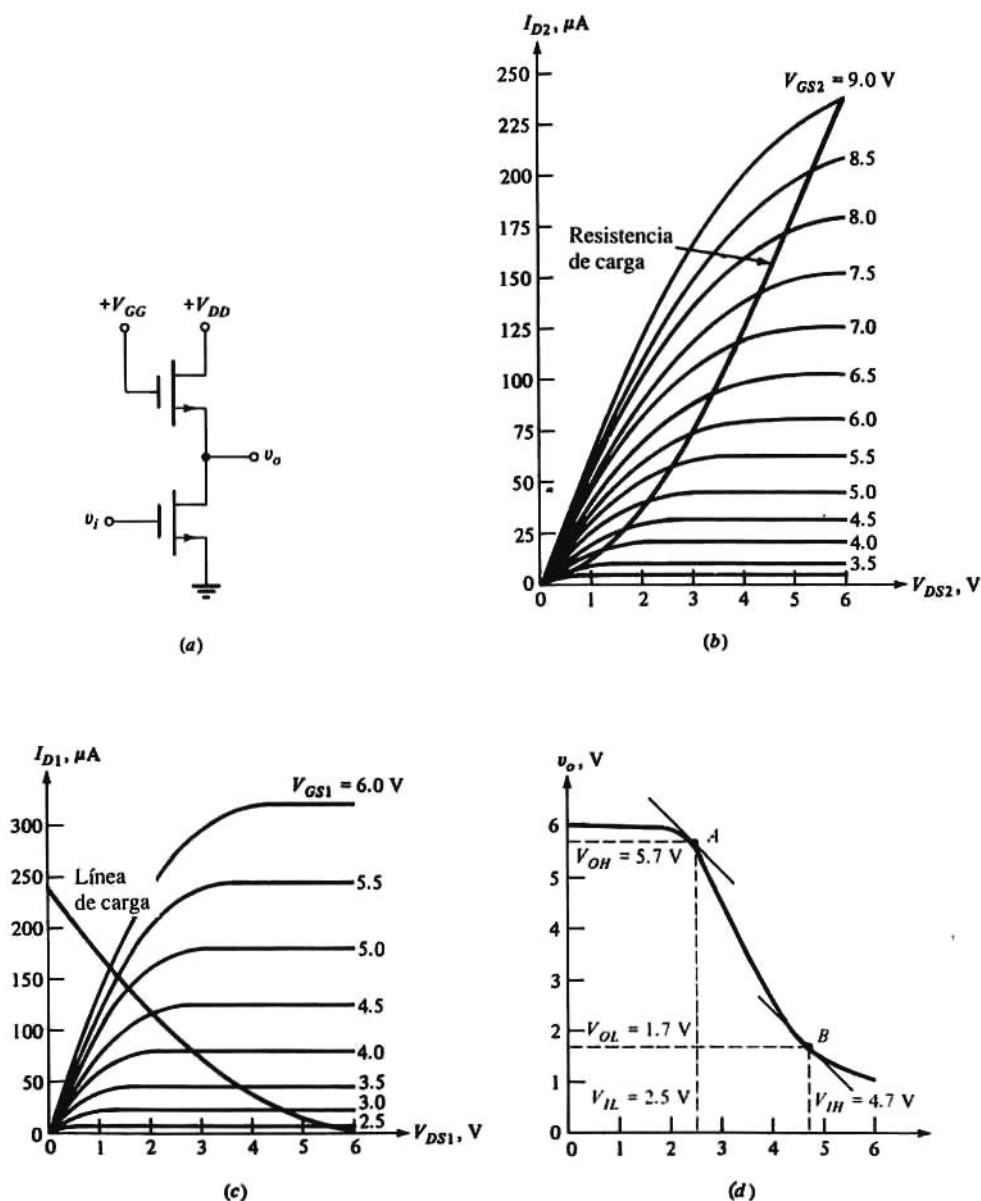 +V_GG
+V_DD
v_o
v_i
(a)
I_D2, μA
250
225
200
175
150
125
100
75
50
25
0
V_GS2 = 9.0 V
8.5
8.0
7.5
7.0
6.5
6.0
5.5
5.0
4.5
4.0
3.5
Resistencia
de carga
0 1 2 3 4 5 6
V_DS2, V
(b)
I_D1, μA
300
250
200
150
100
50
0
V_GS1 = 6.0 V
5.5
5.0
4.5
4.0
3.5
3.0
2.5
Línea
de carga
0 1 2 3 4 5 6
V_DS1, V
(c)
v_o, V
6
5
4
3
2
1
0
A
V_OH = 5.7 V
V_OL = 1.7 V
B
V_IL = 2.5 V
V_IH = 4.7 V
0 1 2 3 4 5 6
(d)